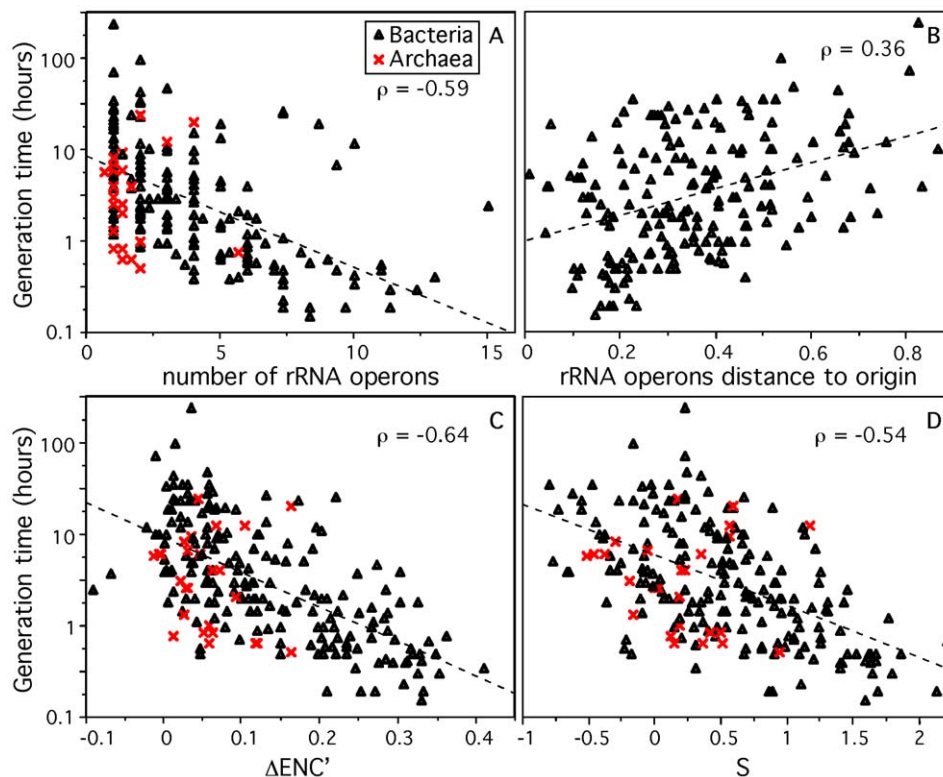 A
Bacteria
Archaea
ρ = -0.59
Generation time (hours)
100
10
1
0.1
0 5 10 15
number of rRNA operons
B
ρ = 0.36
0 0.2 0.4 0.6 0.8
rRNA operons distance to origin
C
ρ = -0.64
Generation time (hours)
100
10
1
0.1
-0.1 0 0.1 0.2 0.3 0.4
ΔENC'
D
ρ = -0.54
-1 -0.5 0 0.5 1 1.5 2
S